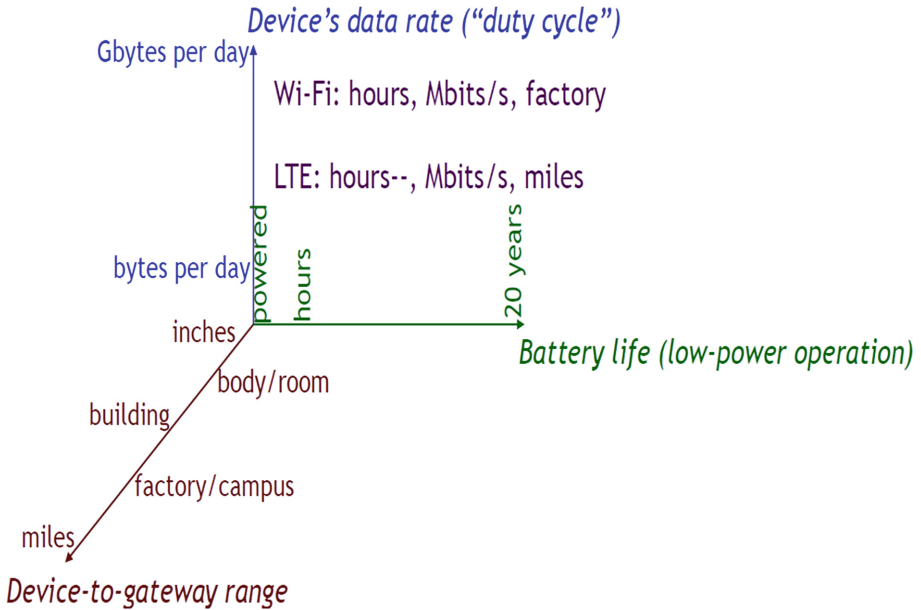 Device’s data rate (“duty cycle”)
Gbytes per day
Wi-Fi: hours, Mbits/s, factory
LTE: hours--, Mbits/s, miles
powered
hours
20 years
bytes per day
inches
Battery life (low-power operation)
body/room
building
factory/campus
miles
Device-to-gateway range